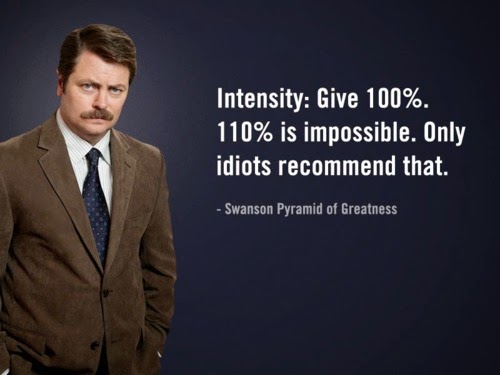 Intensity: Give 100%.
110% is impossible. Only
idiots recommend that.
- Swanson Pyramid of Greatness